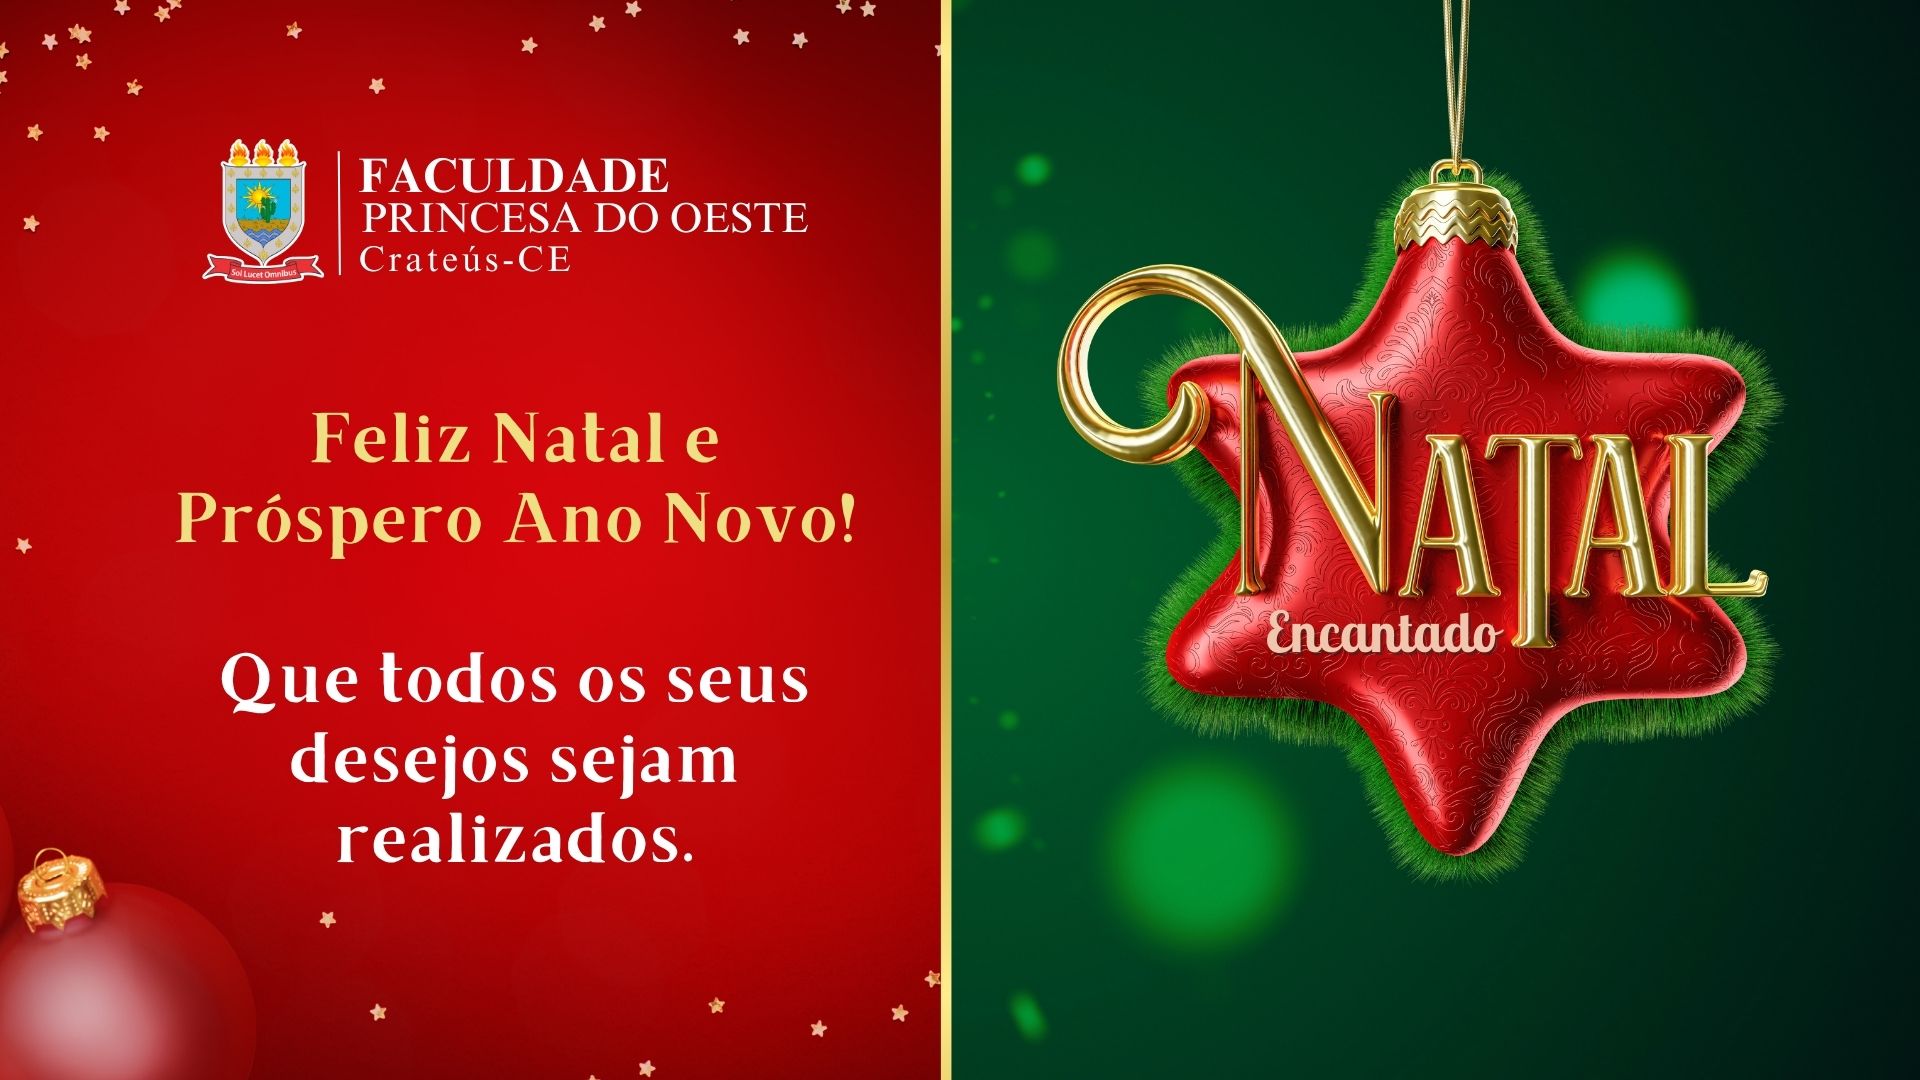 FACULDADE
PRINCESA DO OESTE
Crateús-CE
Sol Lucet Omnibus
Feliz Natal e
Próspero Ano Novo!
Que todos os seus
desejos sejam
realizados.
NATAL
Encantado